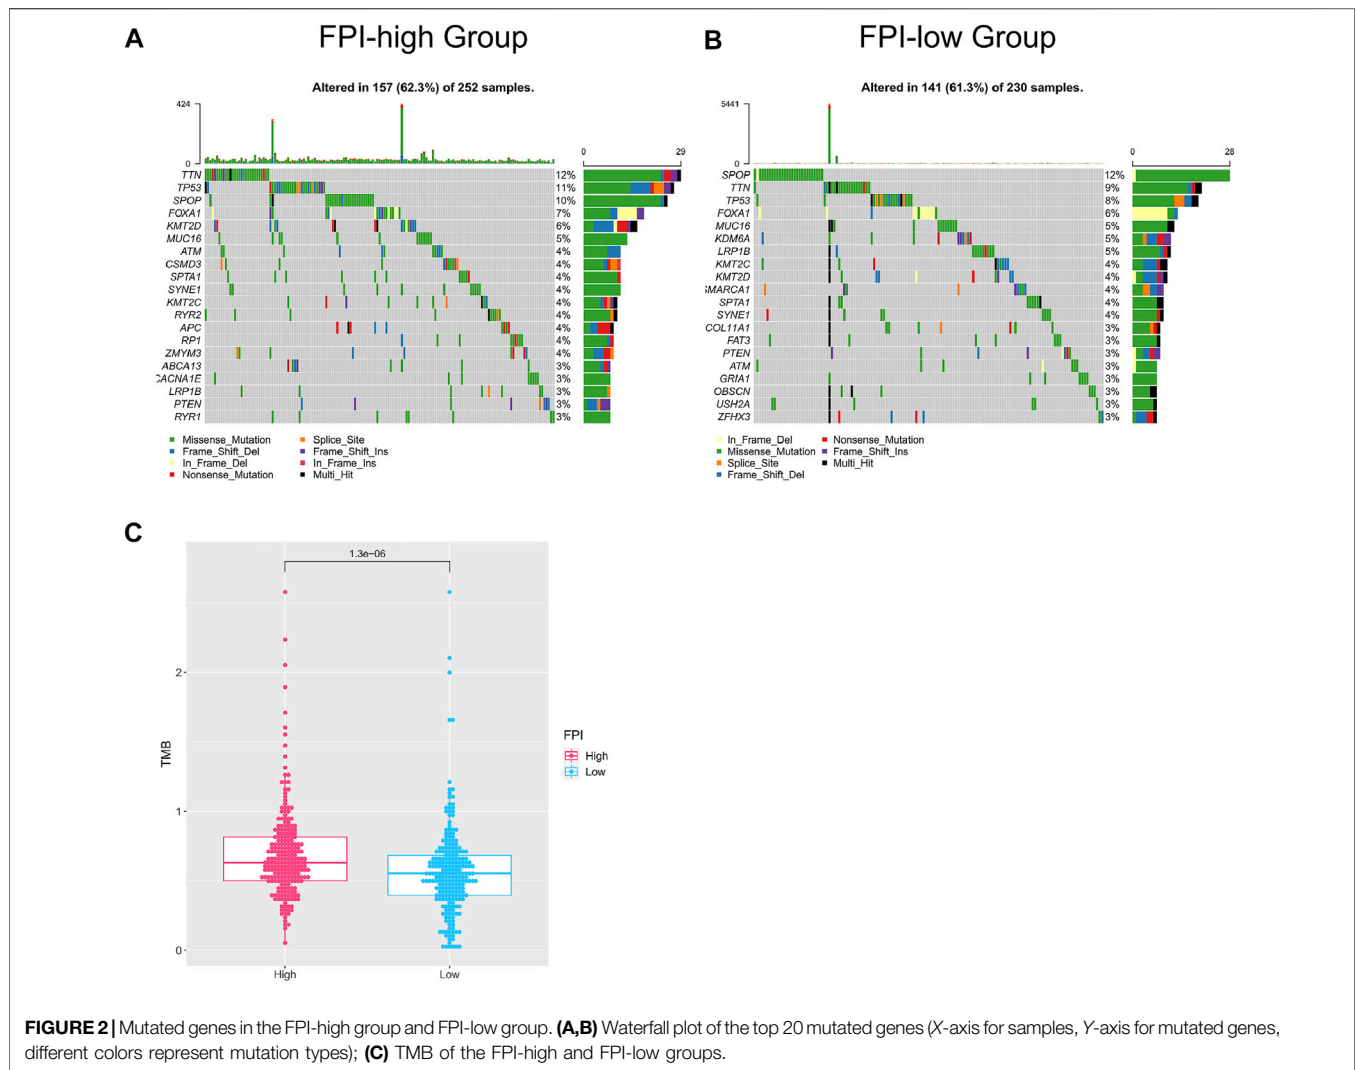 A
FPI-high Group
Altered in 157 (62.3%) of 252 samples.
424
0
0
29
TTN 12%
TP53 11%
SPOP 10%
FOXA1 7%
KMT2D 6%
MUC16 5%
ATM 4%
CSMD3 4%
SPTA1 4%
SYNE1 4%
KMT2C 4%
RYR2 4%
APC 4%
RP1 4%
ZMYM3 4%
ABCA13 3%
CACNA1E 3%
LRP1B 3%
PTEN 3%
RYR1 3%
Missense_Mutation
Frame_Shift_Del
In_Frame_Del
Nonsense_Mutation
Splice_Site
Frame_Shift_Ins
In_Frame_Ins
Multi_Hit
B
FPI-low Group
Altered in 141 (61.3%) of 230 samples.
5441
0
0
28
SPOP 12%
TTN 9%
TP53 8%
FOXA1 6%
MUC16 5%
KDM6A 5%
LRP1B 5%
KMT2C 4%
KMT2D 4%
SMARCA1 4%
SPTA1 4%
SYNE1 4%
COL11A1 3%
FAT3 3%
PTEN 3%
ATM 3%
GRIA1 3%
OBSCN 3%
USH2A 3%
ZFHX3 3%
In_Frame_Del
Missense_Mutation
Splice_Site
Frame_Shift_Del
Nonsense_Mutation
Frame_Shift_Ins
Multi_Hit
C
1.3e−06
2
1
0
TMB
High
Low
FPI
High
Low
FIGURE 2 | Mutated genes in the FPI-high group and FPI-low group. (A,B) Waterfall plot of the top 20 mutated genes (X-axis for samples, Y-axis for mutated genes,
different colors represent mutation types); (C) TMB of the FPI-high and FPI-low groups.